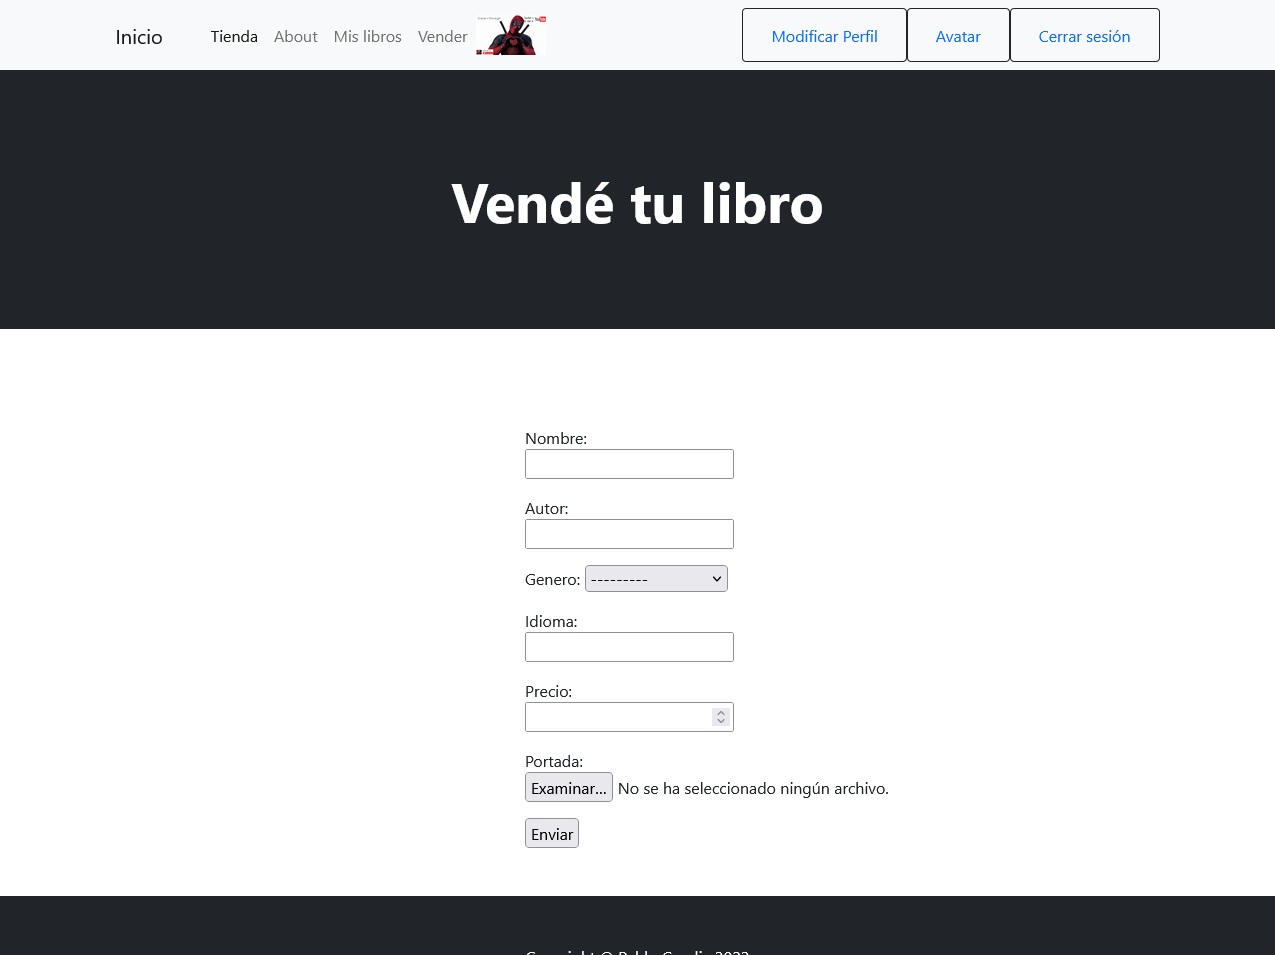 Inicio Tienda About Mis libros Vender Modificar Perfil Avatar Cerrar sesión
Vendé tu libro
Nombre:
Autor:
Genero: ---------
Idioma:
Precio:
Portada:
Examinar... No se ha seleccionado ningún archivo.
Enviar